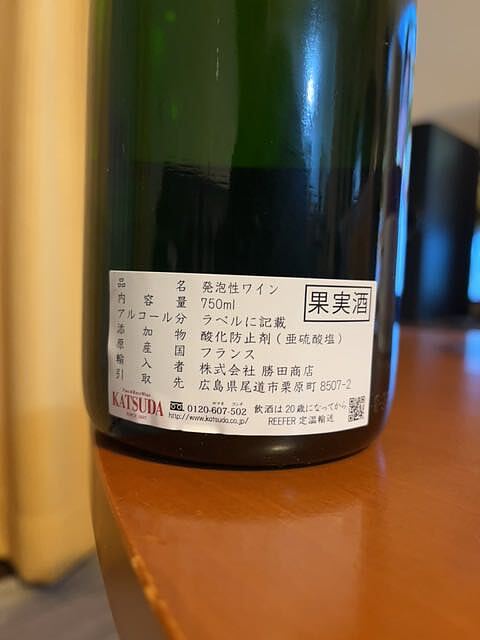 品名 発泡性ワイン
内容量 750ml
果実酒
アルコール分 ラベルに記載
添加物 酸化防止剤（亜硫酸塩）
原産国 フランス
輸入者 株式会社 勝田商店
引取先 広島県尾道市栗原町 8507-2
KATSUDA
0120-607-502
http://www.katsuda.co.jp/
飲酒は20歳になってから
REEFER 定温輸送